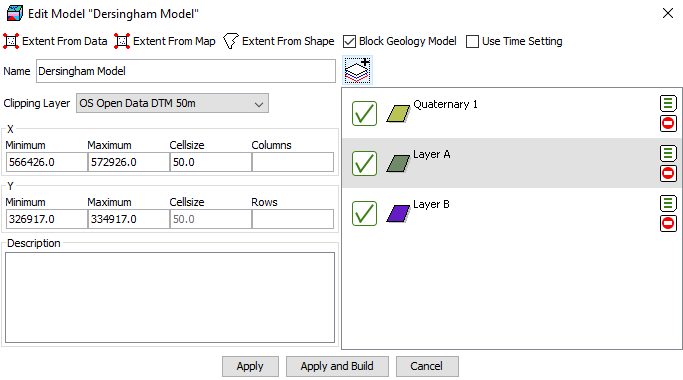 Edit Model "Dersingham Model"
Extent From Data Extent From Map Extent From Shape Block Geology Model Use Time Setting
Name Dersingham Model
Clipping Layer OS Open Data DTM 50m
X
Minimum Maximum Cellsize Columns
566426.0 572926.0 50.0
Y
Minimum Maximum Cellsize Rows
326917.0 334917.0 50.0
Description
Quaternary 1
Layer A
Layer B
Apply Apply and Build Cancel